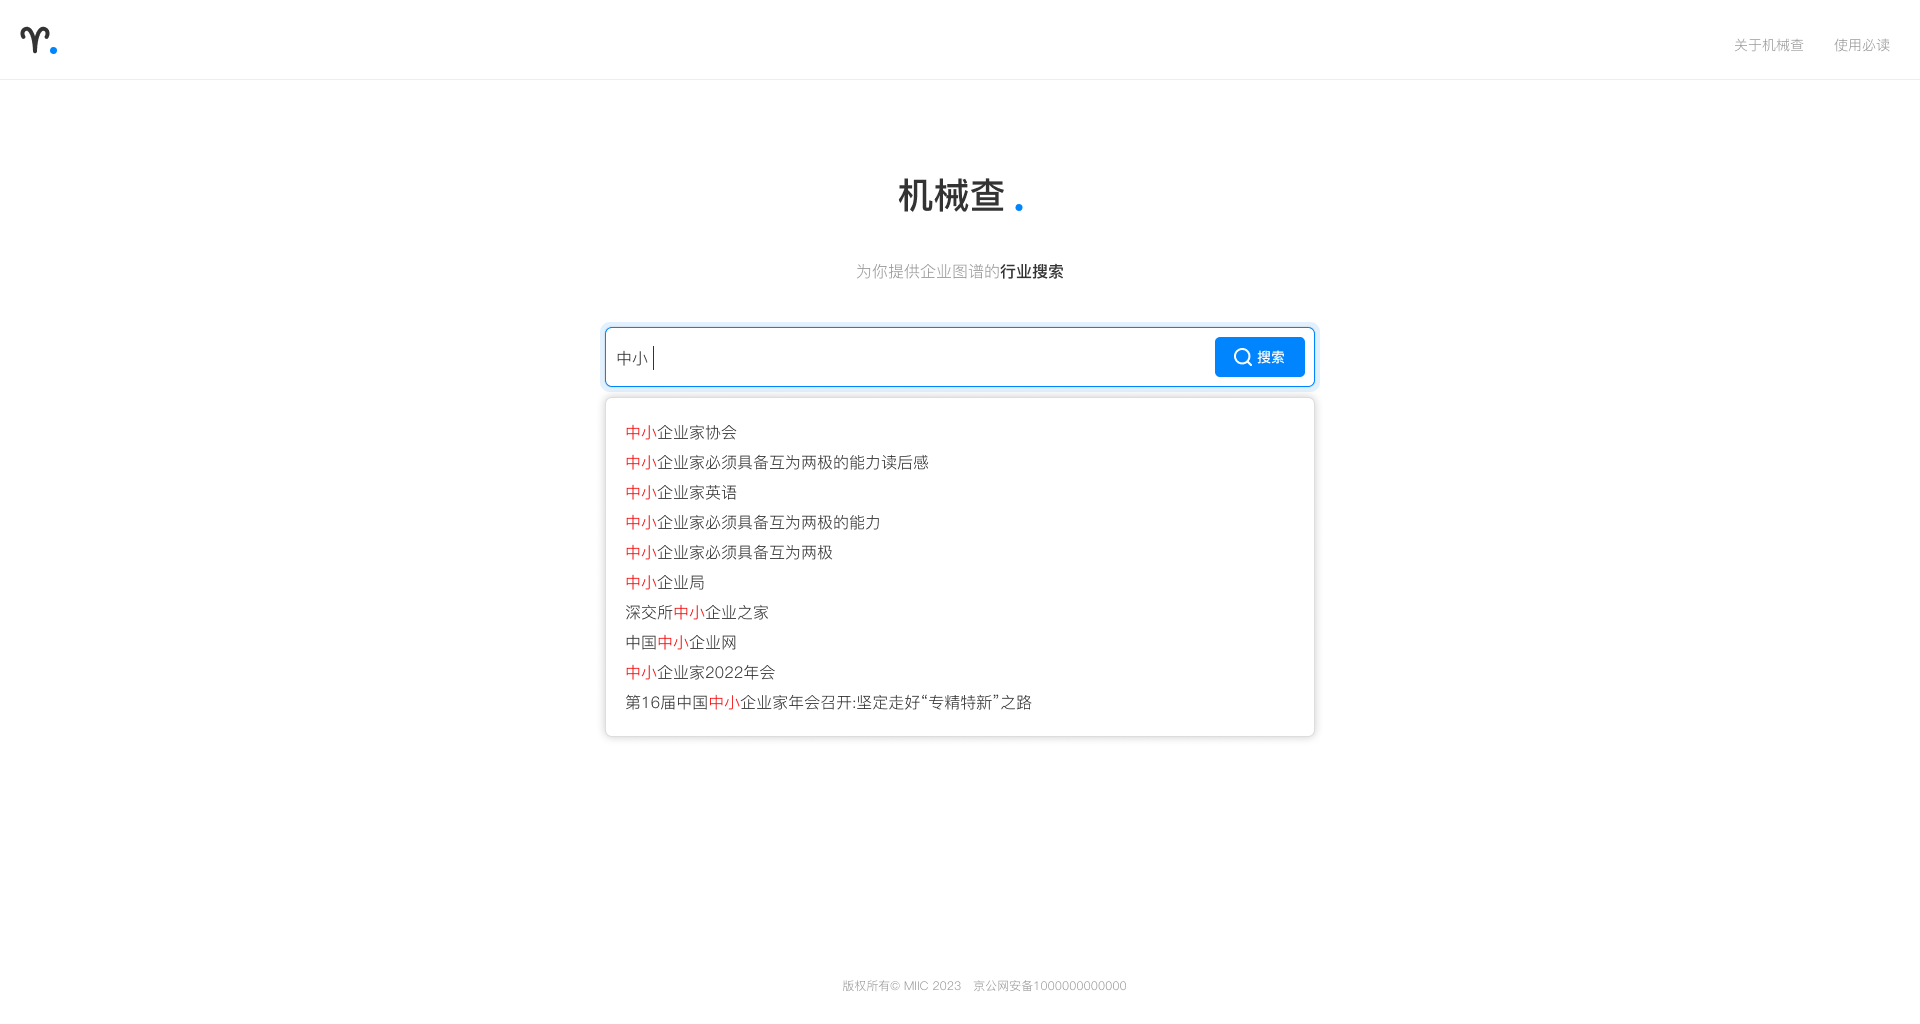 关于机械查 使用必读
机械查.
为你提供企业图谱的行业搜索
中小
搜索
中小企业家协会
中小企业家必须具备互为两极的能力读后感
中小企业家英语
中小企业家必须具备互为两极的能力
中小企业家必须具备互为两极
中小企业局
深交所中小企业之家
中国中小企业网
中小企业家2022年会
第16届中国中小企业家年会召开:坚定走好“专精特新”之路
版权所有© MIIC 2023 京公网安备1000000000000